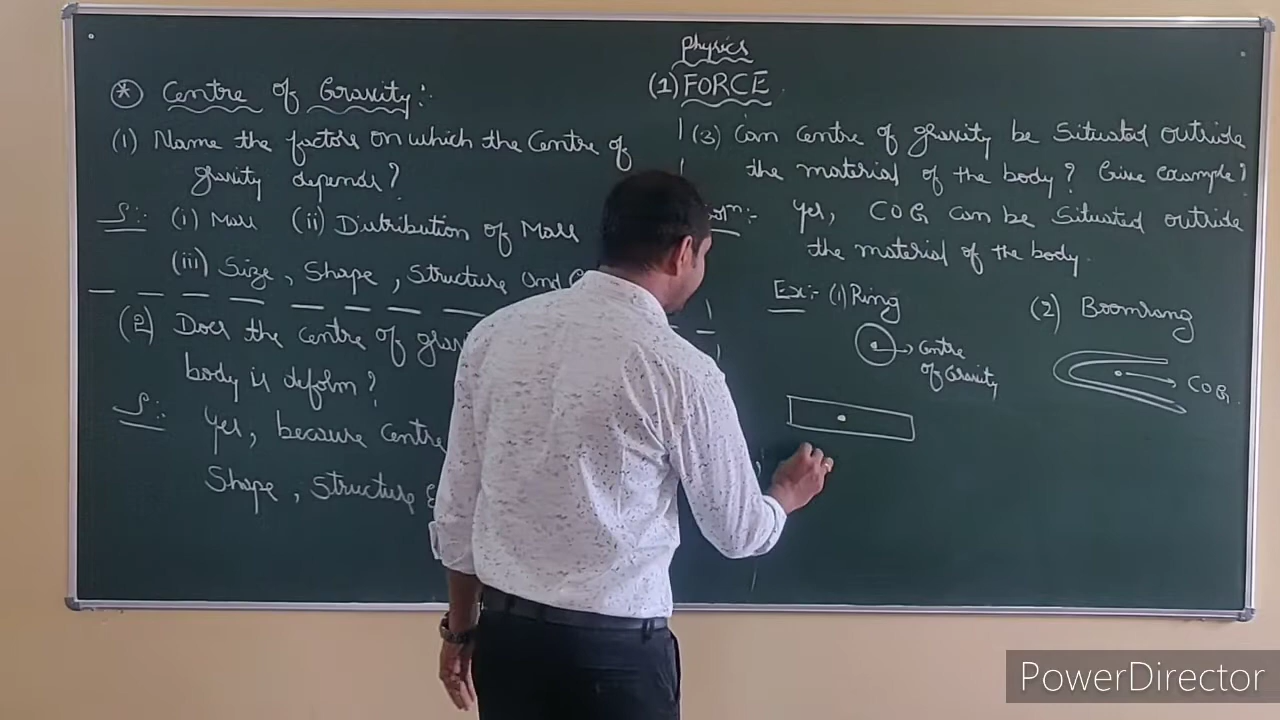 Physics
(1) FORCE
* Centre of Gravity:-
(1) Name the factors on which the Centre of
gravity depends?
S:- (i) Mass (ii) Distribution of Mass
(iii) Size, Shape, Structure and
(2) Does the Centre of
body is deform?
S:- Yes, because Centre
Shape, Structure
(3) Can Centre of gravity be Situated outside
the material of the body? Give example?
Yes, COG can be Situated outside
the material of the body.
Ex:- (1) Ring
Centre
of Gravity
(2) Boomrang
COG.
PowerDirector